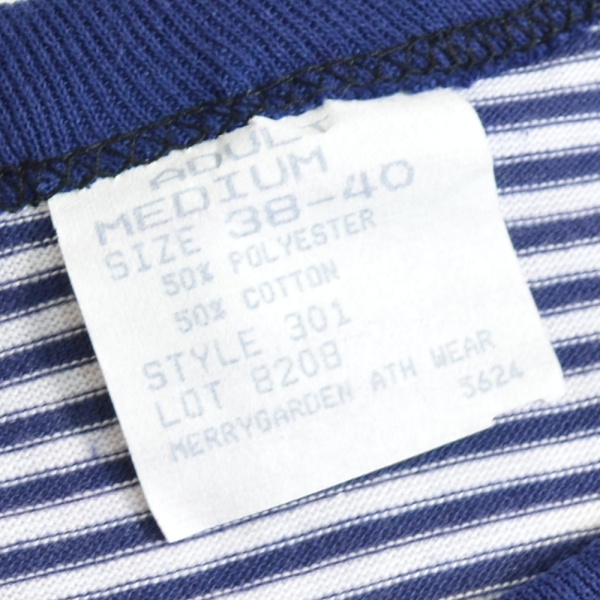 ADULT
MEDIUM
SIZE 38-40
50% POLYESTER
50% COTTON
STYLE 301
LOT 8208
MERRYGARDEN ATH WEAR
5624